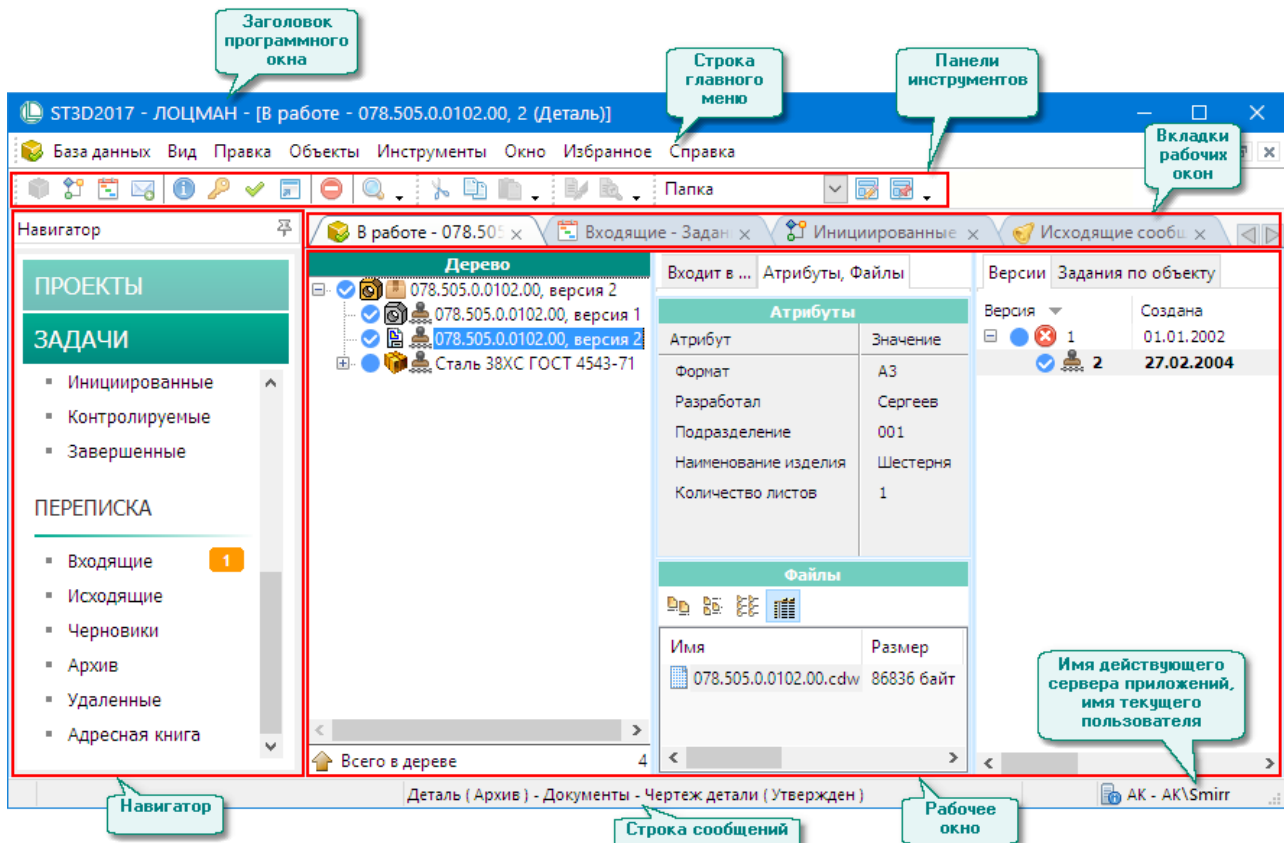 Заголовок
программного
окна
Строка
главного
меню
Панели
инструментов
ST3D2017 - ЛОЦМАН - [В работе - 078.505.0.0102.00, 2 (Деталь)]
Вкладки
рабочих
окон
База данных Вид Правка Объекты Инструменты Окно Избранное Справка
Папка
Навигатор
В работе - 078.505
Входящие - Задан
Инициированные
Исходящие сообщ
ПРОЕКТЫ
ЗАДАЧИ
Инициированные
Контролируемые
Завершенные
ПЕРЕПИСКА
Входящие 1
Исходящие
Черновики
Архив
Удаленные
Адресная книга
Дерево
078.505.0.0102.00, версия 2
078.505.0.0102.00, версия 1
078.505.0.0102.00, версия 2
Сталь 38ХС ГОСТ 4543-71
Всего в дереве 4
Входит в ... Атрибуты, Файлы
Атрибуты
Атрибут Значение
Формат А3
Разработал Сергеев
Подразделение 001
Наименование изделия Шестерня
Количество листов 1
Файлы
Имя Размер
078.505.0.0102.00.cdw 86836 байт
Версии Задания по объекту
Версия Создана
1 01.01.2002
2 27.02.2004
Имя действующего
сервера приложений,
имя текущего
пользователя
Деталь ( Архив ) - Документы - Чертеж детали ( Утвержден )
AK - AK\Smirr
Навигатор
Строка сообщений
Рабочее
окно